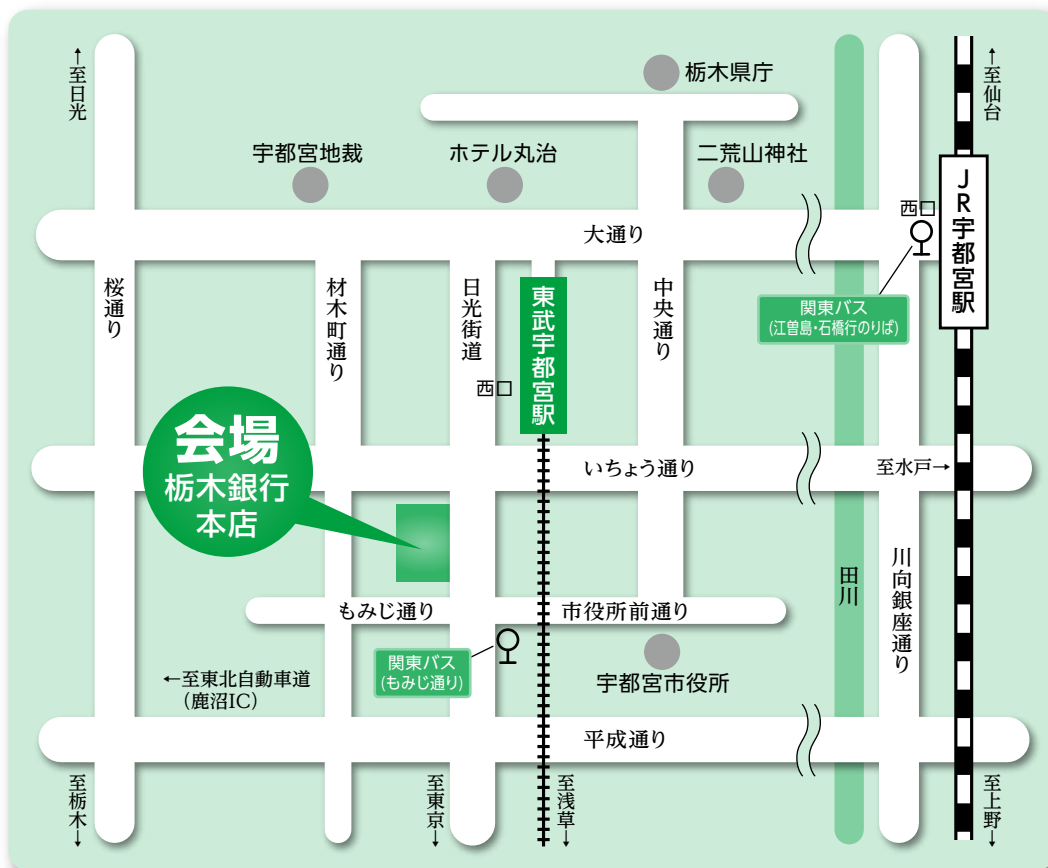 ←至日光
栃木県庁
←至仙台
宇都宮地裁
ホテル丸治
二荒山神社
西口
JR宇都宮駅
大通り
桜通り
材木町通り
日光街道
東武宇都宮駅
中央通り
関東バス
(江曽島・石橋行のりば)
西口
会場
栃木銀行
本店
いちょう通り
至水戸→
田川
川向銀座通り
もみじ通り
市役所前通り
関東バス
(もみじ通り)
宇都宮市役所
←至東北自動車道
(鹿沼IC)
平成通り
至栃木→
至東京→
至浅草→
至上野→